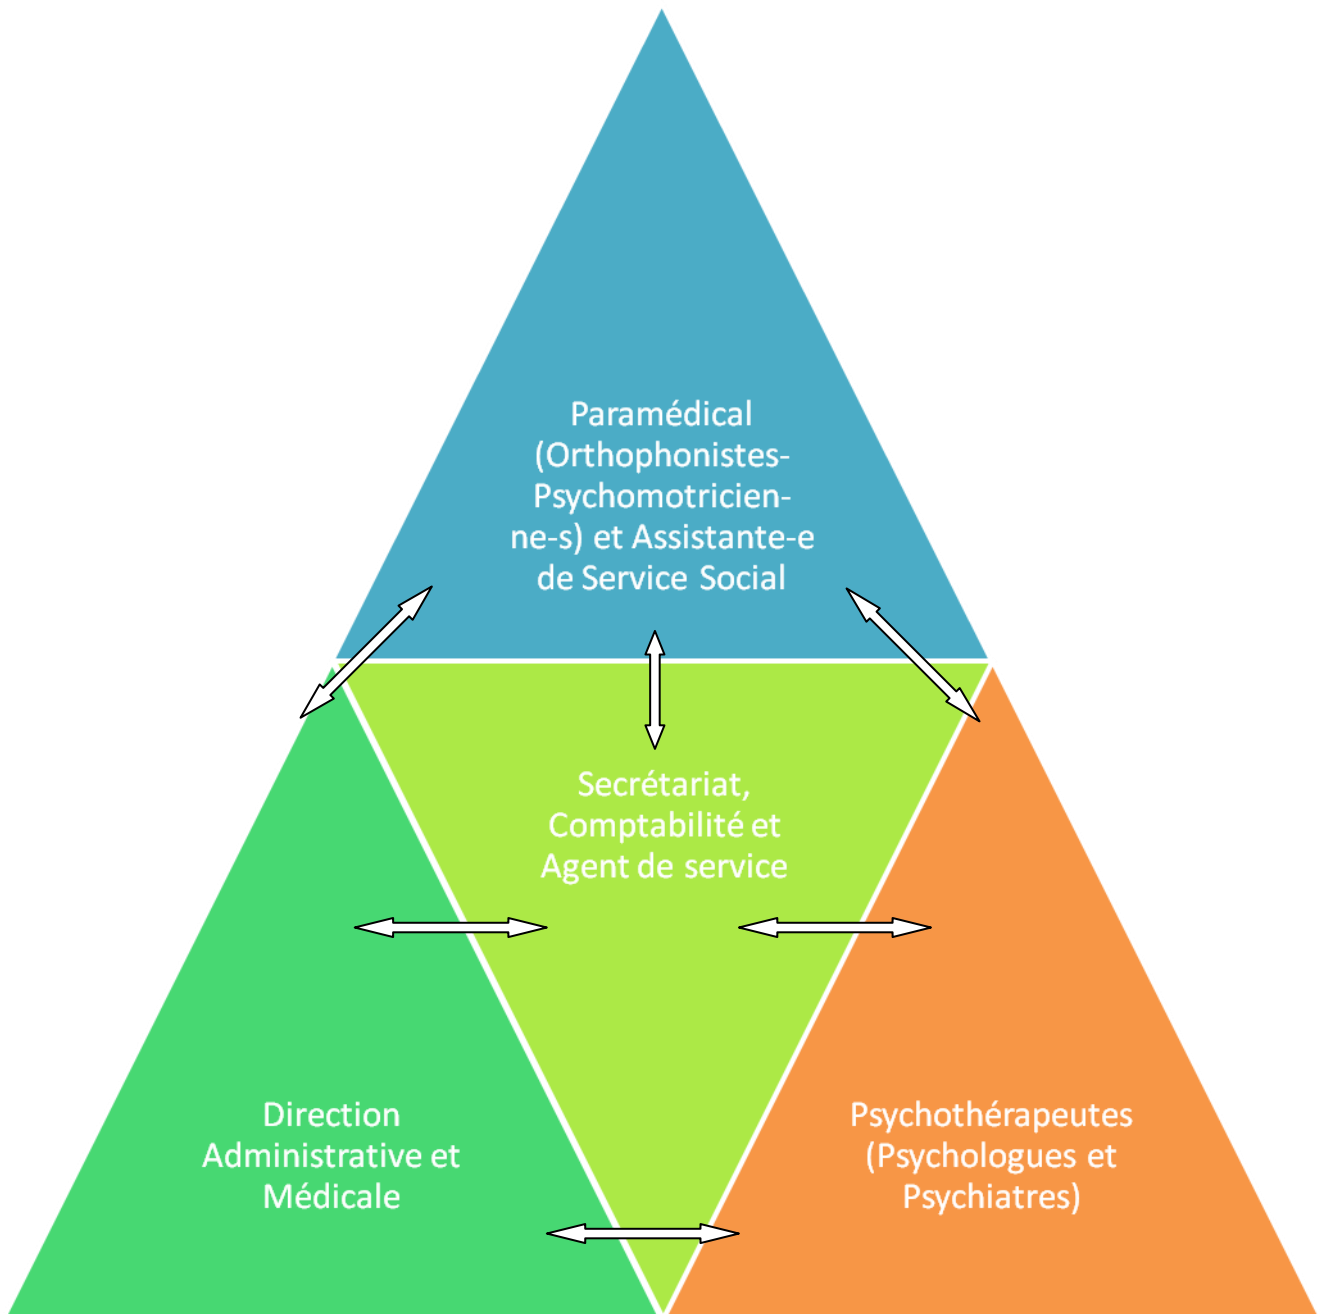 Paramédical
(Orthophonistes-
Psychomotricien-
ne-s) et Assistante-e
de Service Social
Secrétariat,
Comptabilité et
Agent de service
Direction
Administrative et
Médicale
Psychothérapeutes
(Psychologues et
Psychiatres)